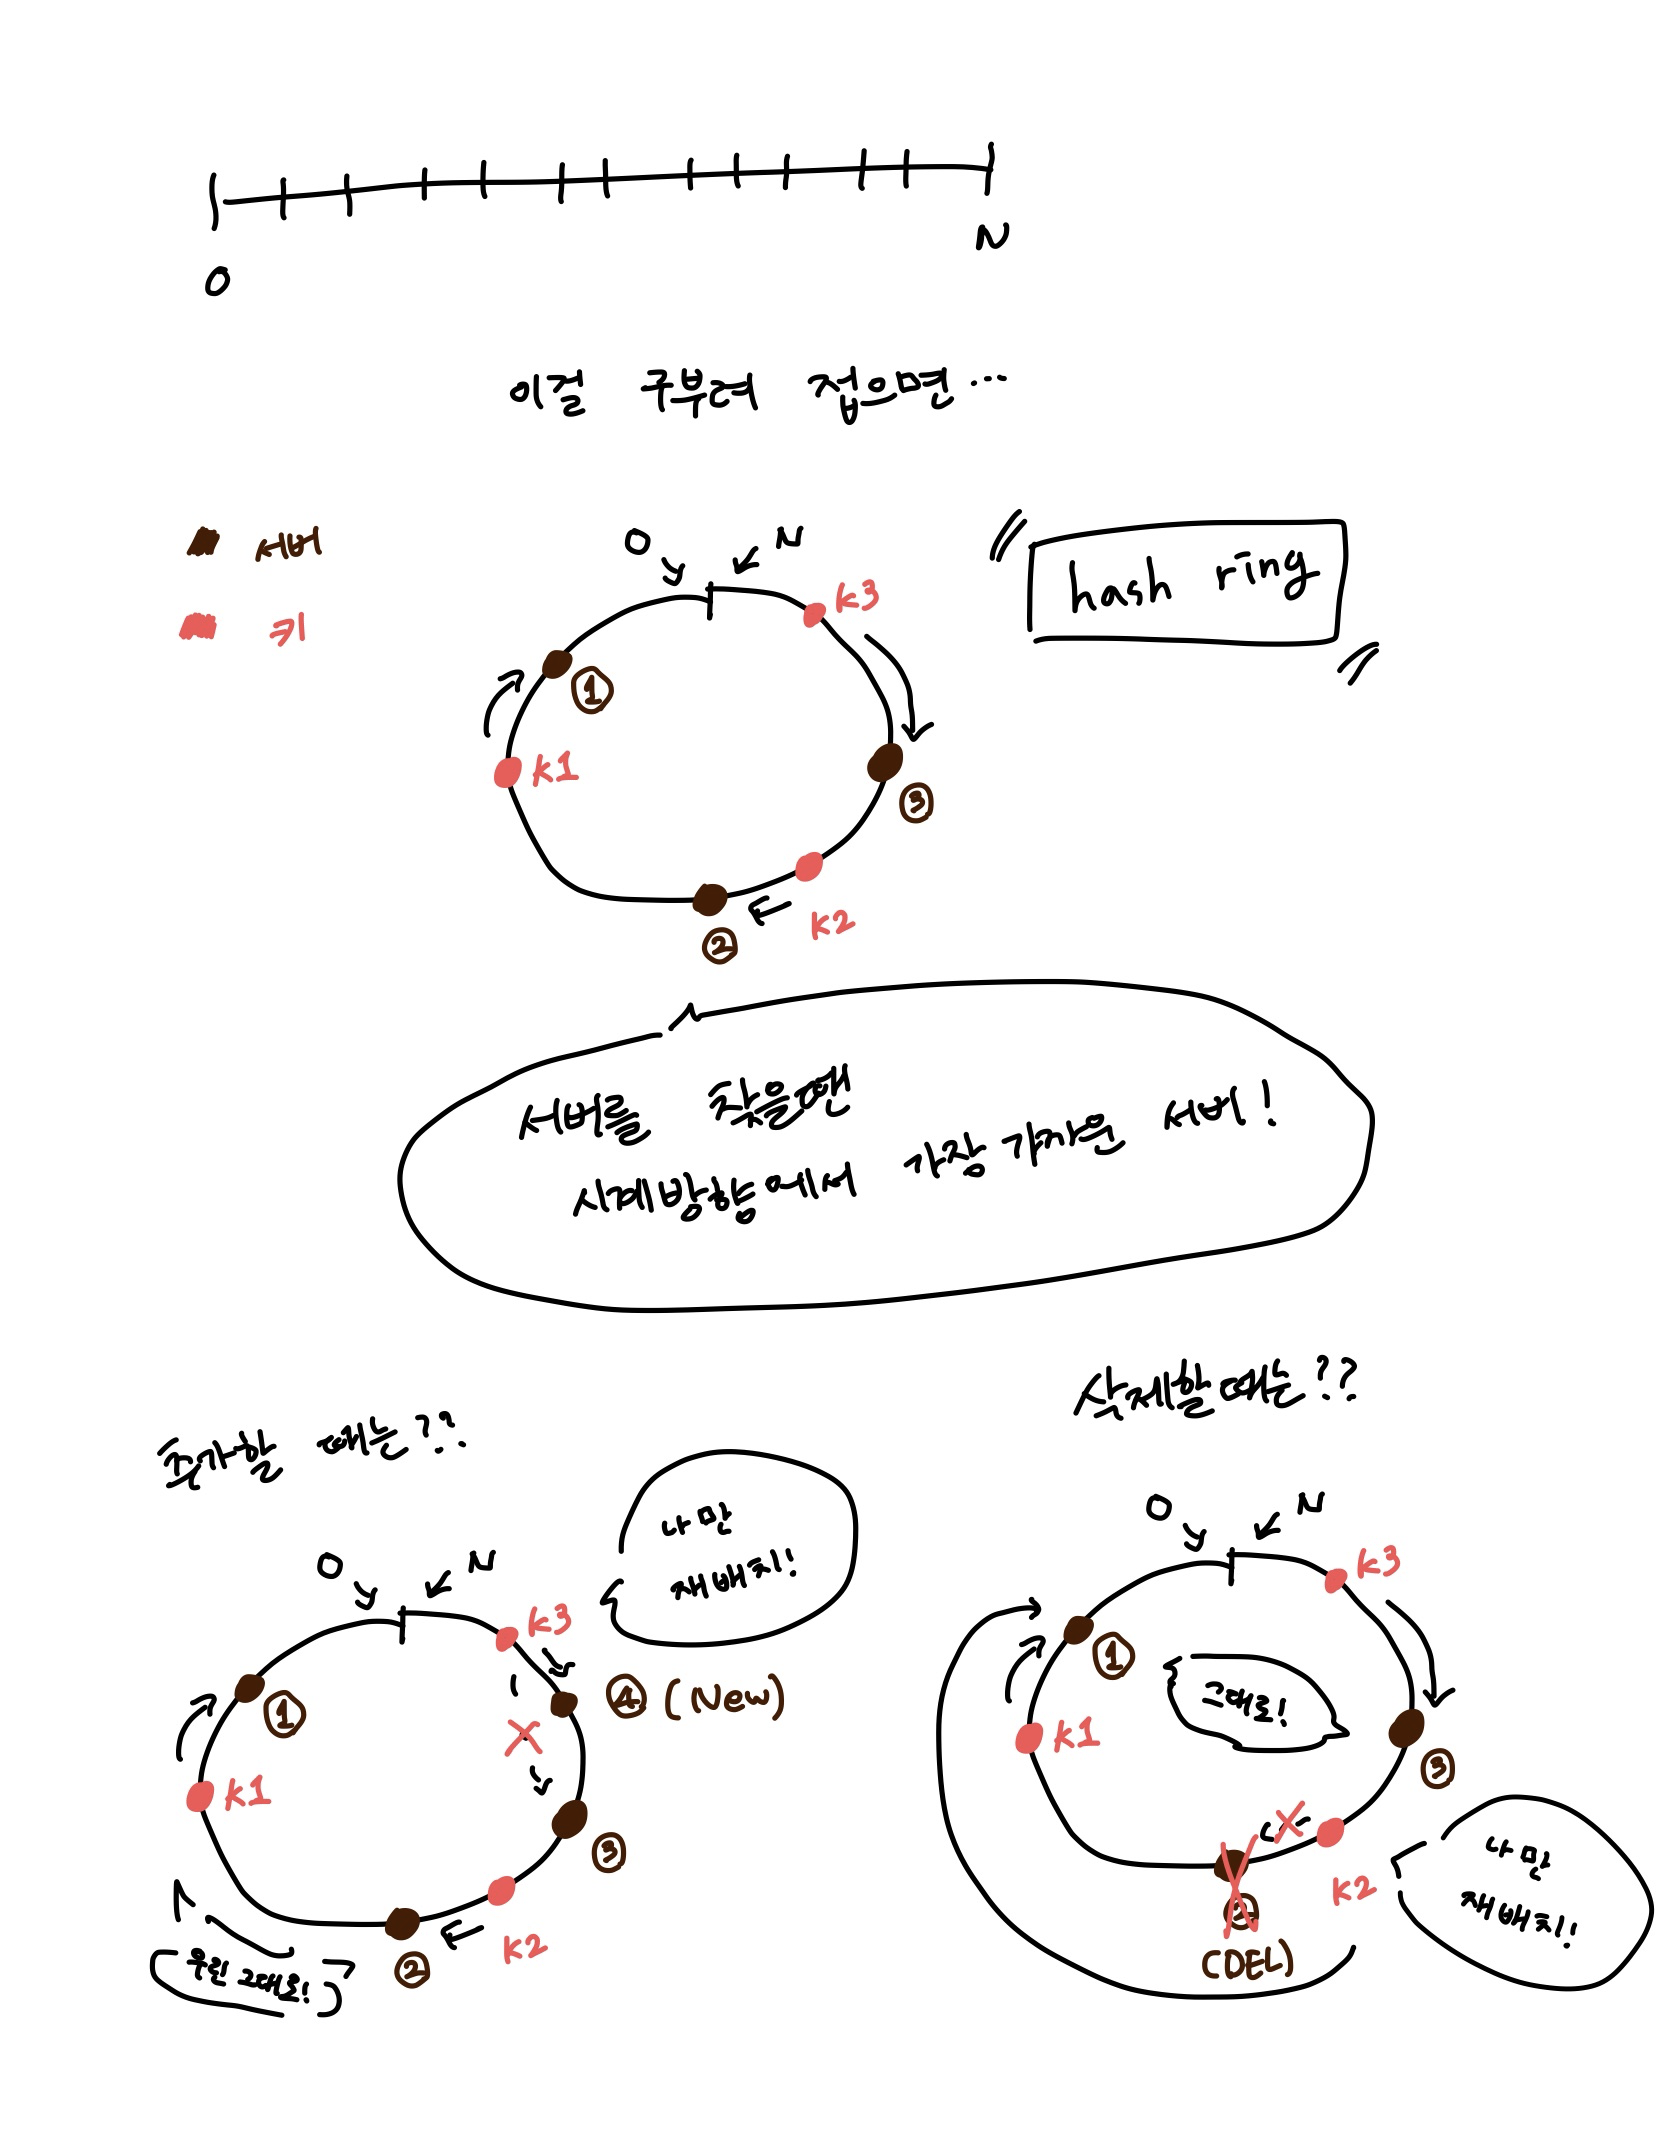 0
N
이걸 구부려 접으면...
서버
키
0
N
k3
hash ring
①
k1
③
k2
②
서버를 찾을땐
시계방향에서 가장 가까운 서버!
추가할 때는??
0
N
k3
나만
재배치!
④ (New)
①
k1
③
k2
②
우린 그대로!
삭제할때는??
0
N
k3
①
그대로!
k1
③
k2
②
(DEL)
나만
재배치!